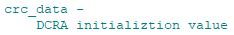 crc_data -
DCRA initializtion value